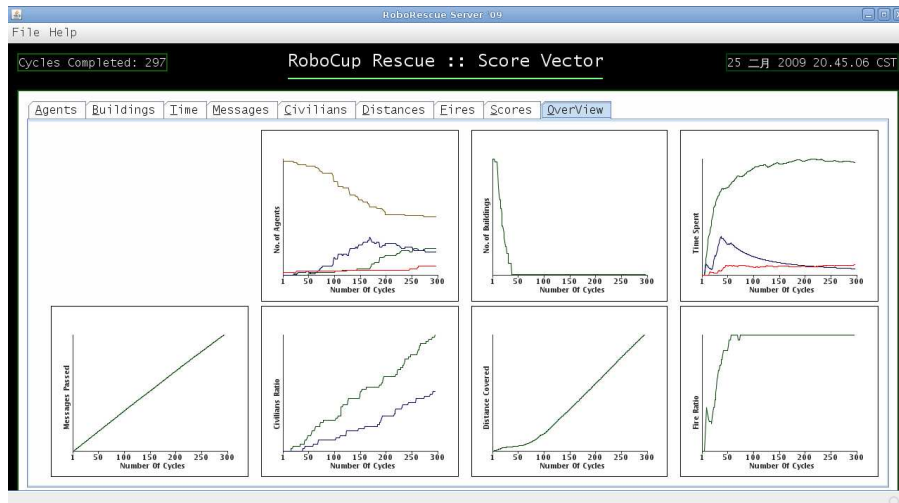 RoboRescue Server '09
File Help
Cycles Completed: 297
RoboCup Rescue :: Score Vector
25 二月 2009 20.45.06 CST
Agents Buildings Time Messages Civilians Distances Fires Scores OverView
No. of Agents
1 50 100 150 200 250 300
Number Of Cycles
No. of Buildings
1 50 100 150 200 250 300
Number Of Cycles
Time Spent
1 50 100 150 200 250 300
Number Of Cycles
Messages Passed
1 50 100 150 200 250 300
Number Of Cycles
Civilians Ratio
1 50 100 150 200 250 300
Number Of Cycles
Distance Covered
1 50 100 150 200 250 300
Number Of Cycles
Fire Ratio
1 50 100 150 200 250 300
Number Of Cycles